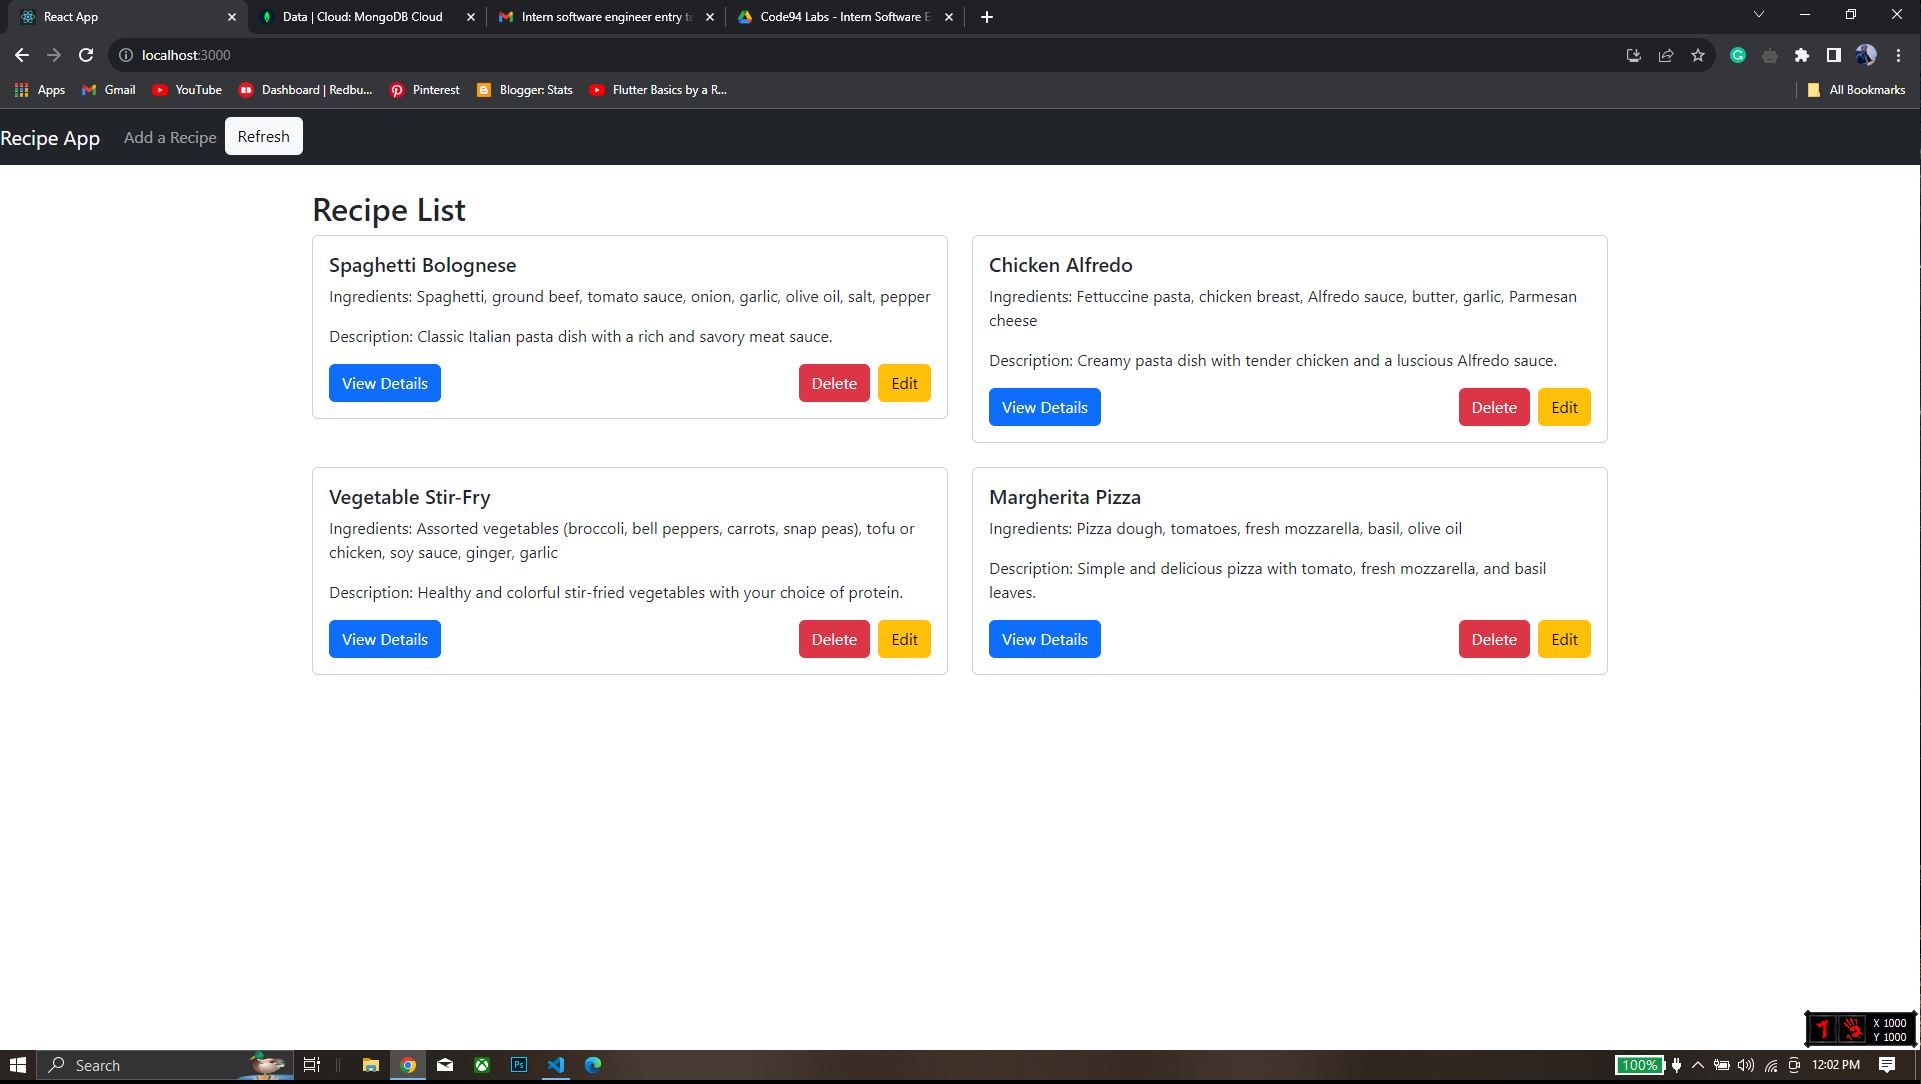 React App
Data | Cloud: MongoDB Cloud
Intern software engineer entry te
Code94 Labs - Intern Software E
localhost:3000
Apps
Gmail
YouTube
Dashboard | Redbu...
Pinterest
Blogger: Stats
Flutter Basics by a R...
All Bookmarks
Recipe App
Add a Recipe
Refresh
Recipe List
Spaghetti Bolognese
Ingredients: Spaghetti, ground beef, tomato sauce, onion, garlic, olive oil, salt, pepper
Description: Classic Italian pasta dish with a rich and savory meat sauce.
View Details
Delete
Edit
Chicken Alfredo
Ingredients: Fettuccine pasta, chicken breast, Alfredo sauce, butter, garlic, Parmesan
cheese
Description: Creamy pasta dish with tender chicken and a luscious Alfredo sauce.
View Details
Delete
Edit
Vegetable Stir-Fry
Ingredients: Assorted vegetables (broccoli, bell peppers, carrots, snap peas), tofu or
chicken, soy sauce, ginger, garlic
Description: Healthy and colorful stir-fried vegetables with your choice of protein.
View Details
Delete
Edit
Margherita Pizza
Ingredients: Pizza dough, tomatoes, fresh mozzarella, basil, olive oil
Description: Simple and delicious pizza with tomato, fresh mozzarella, and basil
leaves.
View Details
Delete
Edit
1
X 1000
Y 1000
Search
Ps
100%
12:02 PM